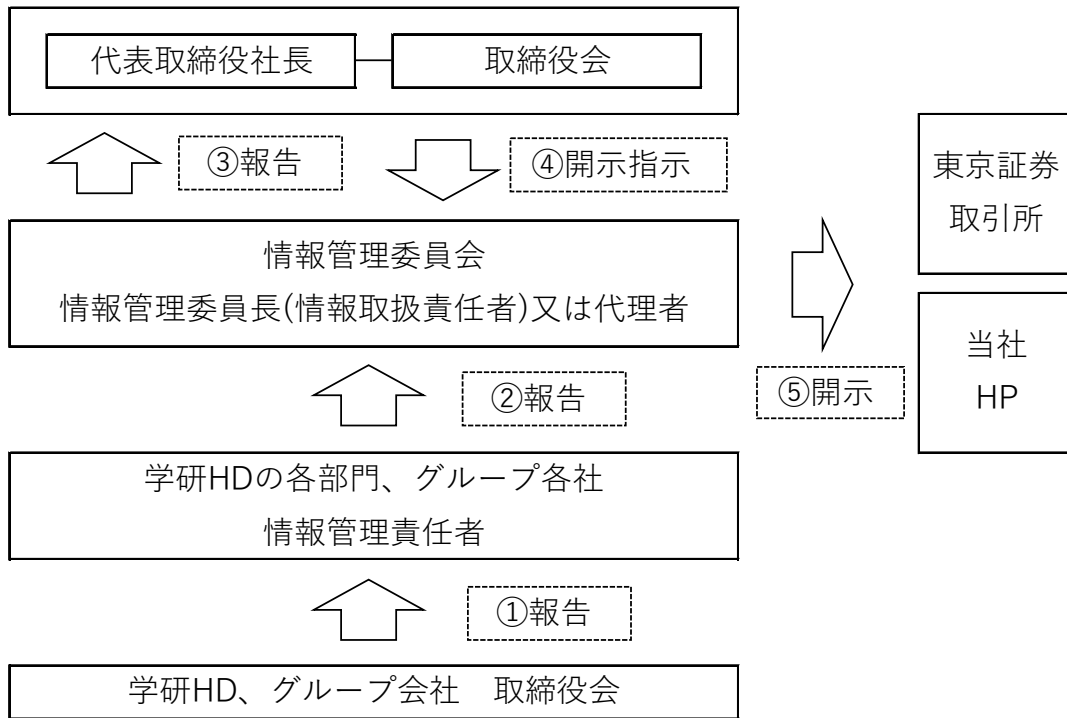 代表取締役社長
取締役会
③報告
④開示指示
情報管理委員会
情報管理委員長(情報取扱責任者)又は代理者
東京証券
取引所
当社
HP
⑤開示
②報告
学研HDの各部門、グループ各社
情報管理責任者
①報告
学研HD、グループ会社　取締役会